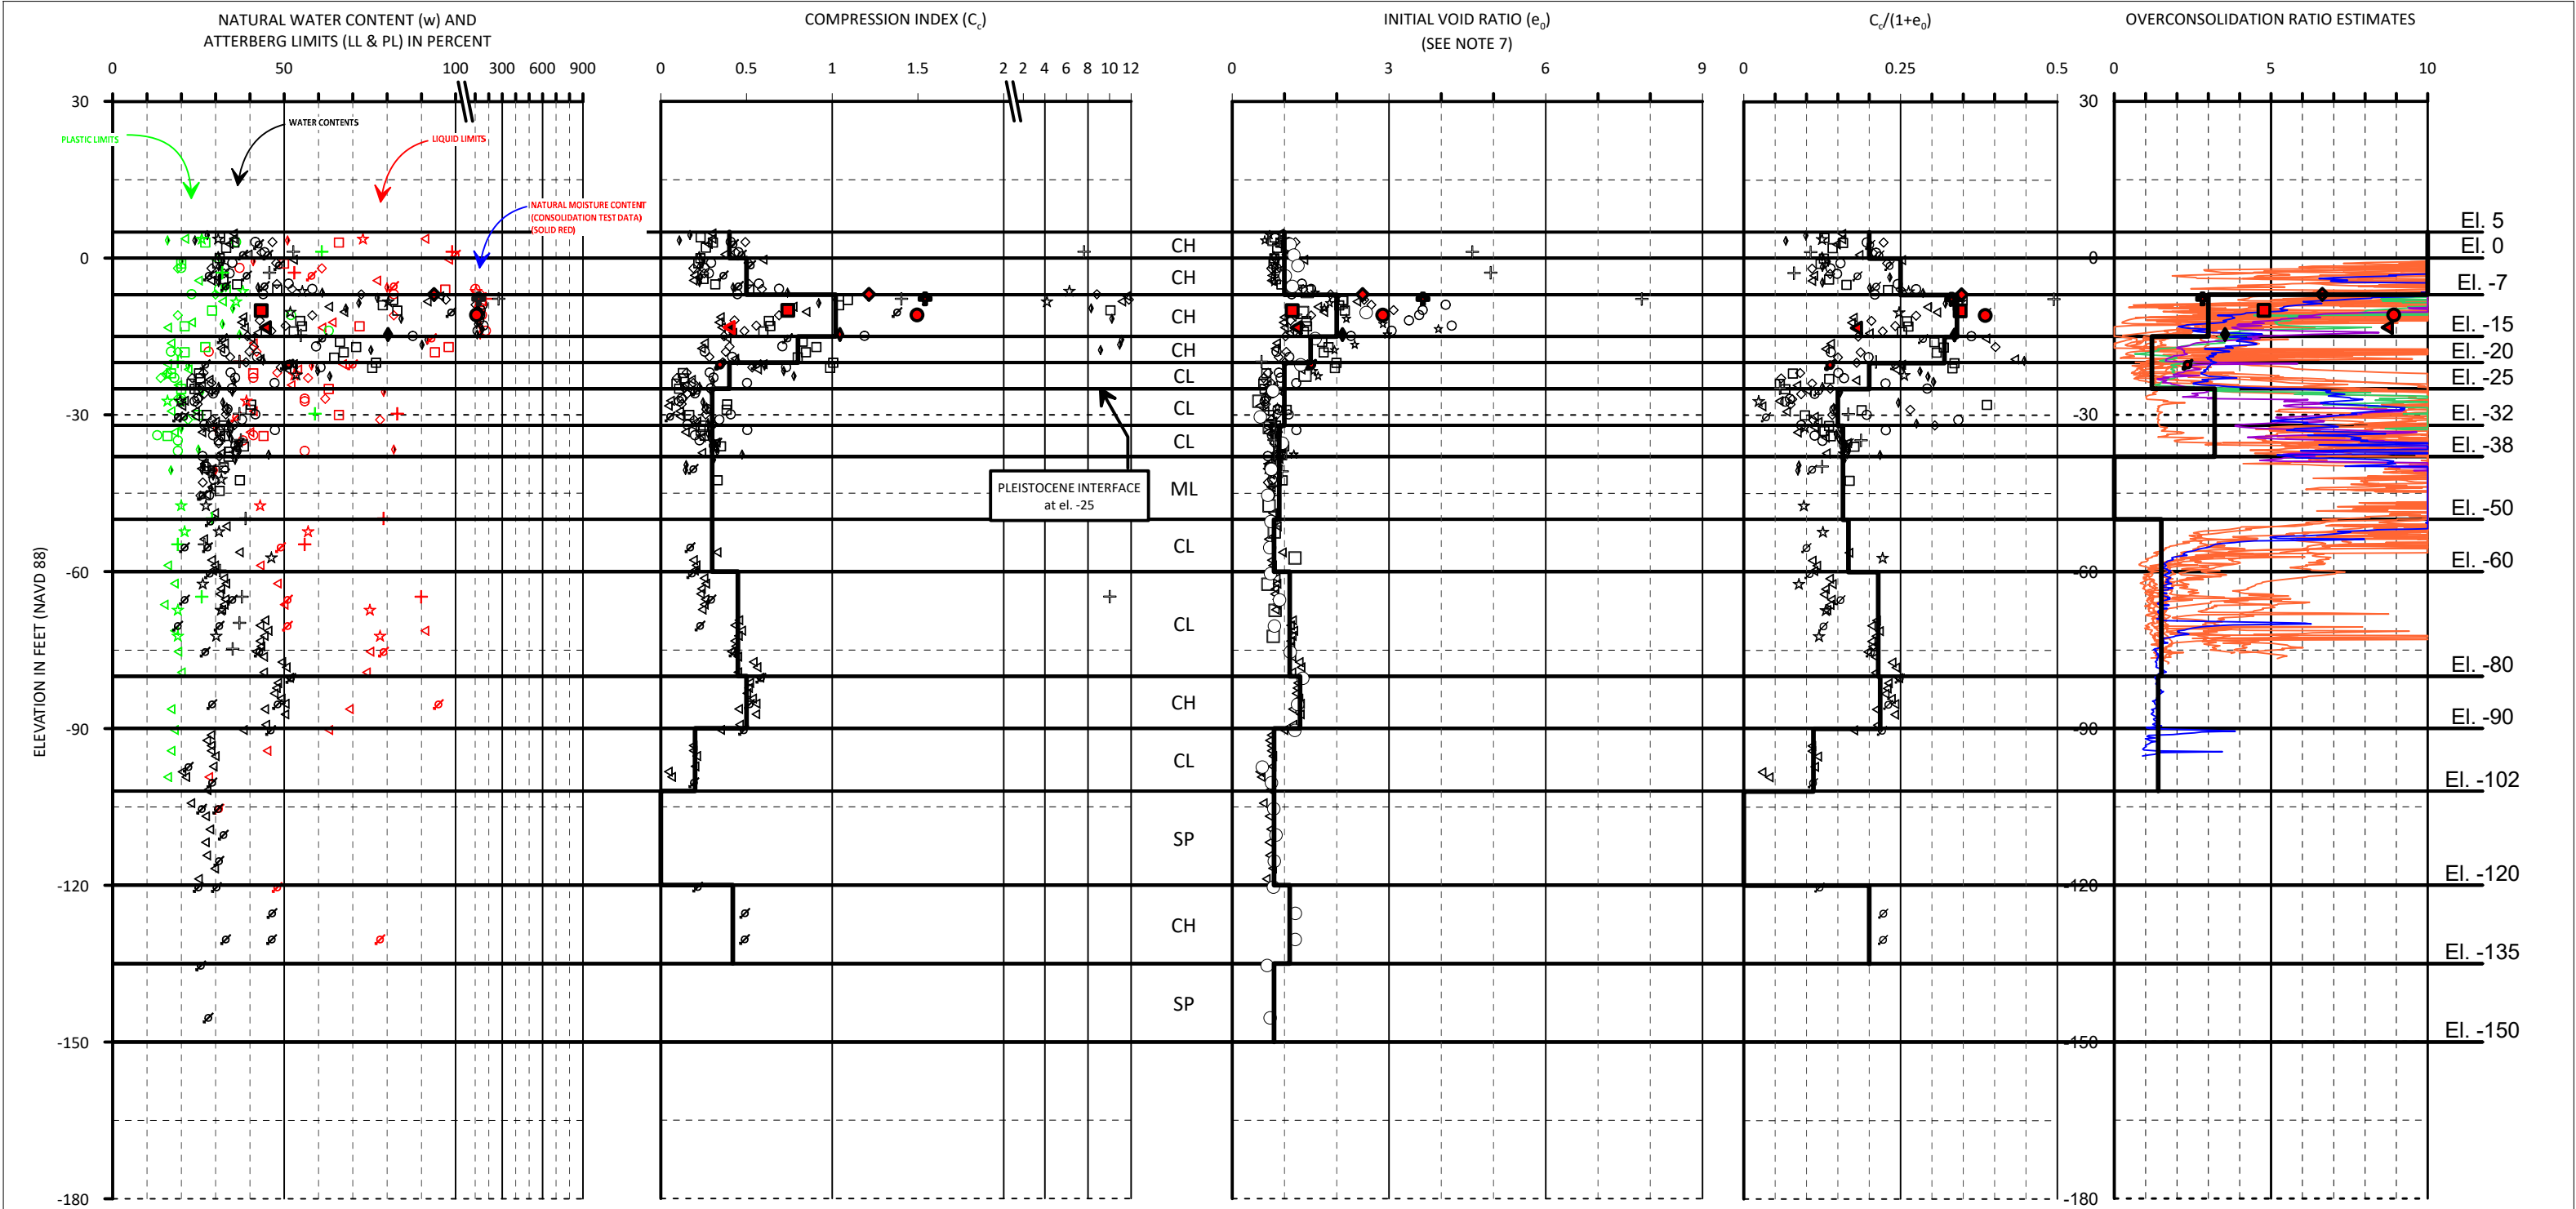 NATURAL WATER CONTENT (w) AND
ATTERBERG LIMITS (LL & PL) IN PERCENT
COMPRESSION INDEX (Cc)
INITIAL VOID RATIO (e0)
(SEE NOTE 7)
Cc/(1+e0)
OVERCONSOLIDATION RATIO ESTIMATES
0 50 100 300 600 900
0 0.5 1 1.5 2 2 4 6 8 10 12
0 3 6 9
0 0.25 0.5
0 5 10
PLASTIC LIMITS
WATER CONTENTS
LIQUID LIMITS
NATURAL MOISTURE CONTENT
(CONSOLIDATION TEST DATA)
(SOLID RED)
ELEVATION IN FEET (NAVD 88)
30
0
-30
-60
-90
-120
-150
-180
PLEISTOCENE INTERFACE
at el. -25
CH
CH
CH
CH
CL
CL
CL
ML
CL
CL
CH
CL
SP
CH
SP
30
0
-30
-60
-90
-120
-150
-180
El. 5
El. 0
El. -7
El. -15
El. -20
El. -25
El. -32
El. -38
El. -50
El. -60
El. -80
El. -90
El. -102
El. -120
El. -135
El. -150